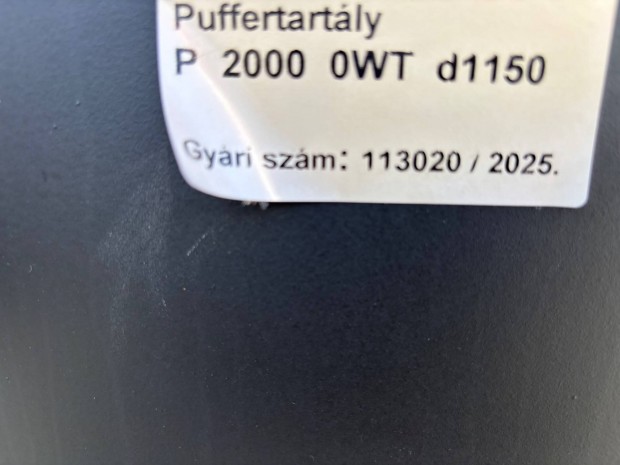 Puffertartály
P 2000 0WT d1150
Gyári szám: 113020 / 2025.